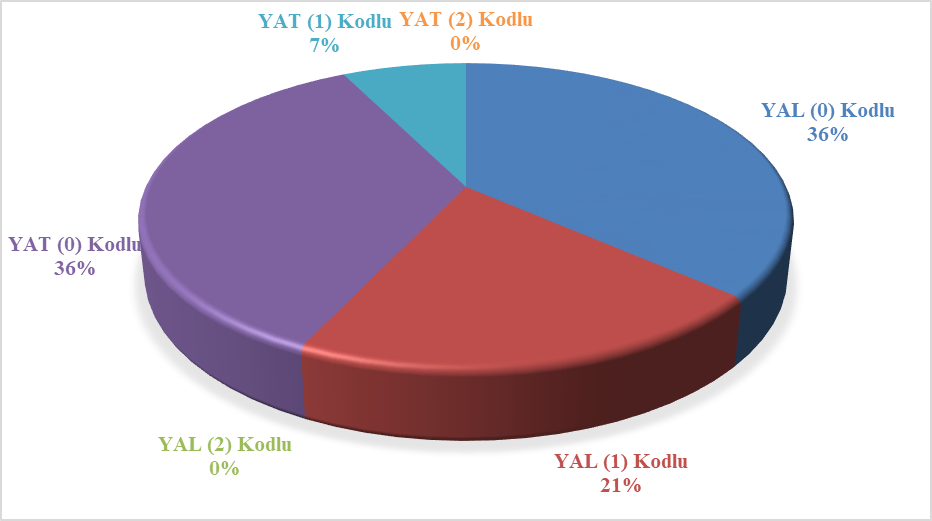 YAT (1) Kodlu
7%
YAT (2) Kodlu
0%
YAL (0) Kodlu
36%
YAT (0) Kodlu
36%
YAL (2) Kodlu
0%
YAL (1) Kodlu
21%